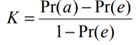 K = Pr(a) − Pr(e) / 1 − Pr(e)